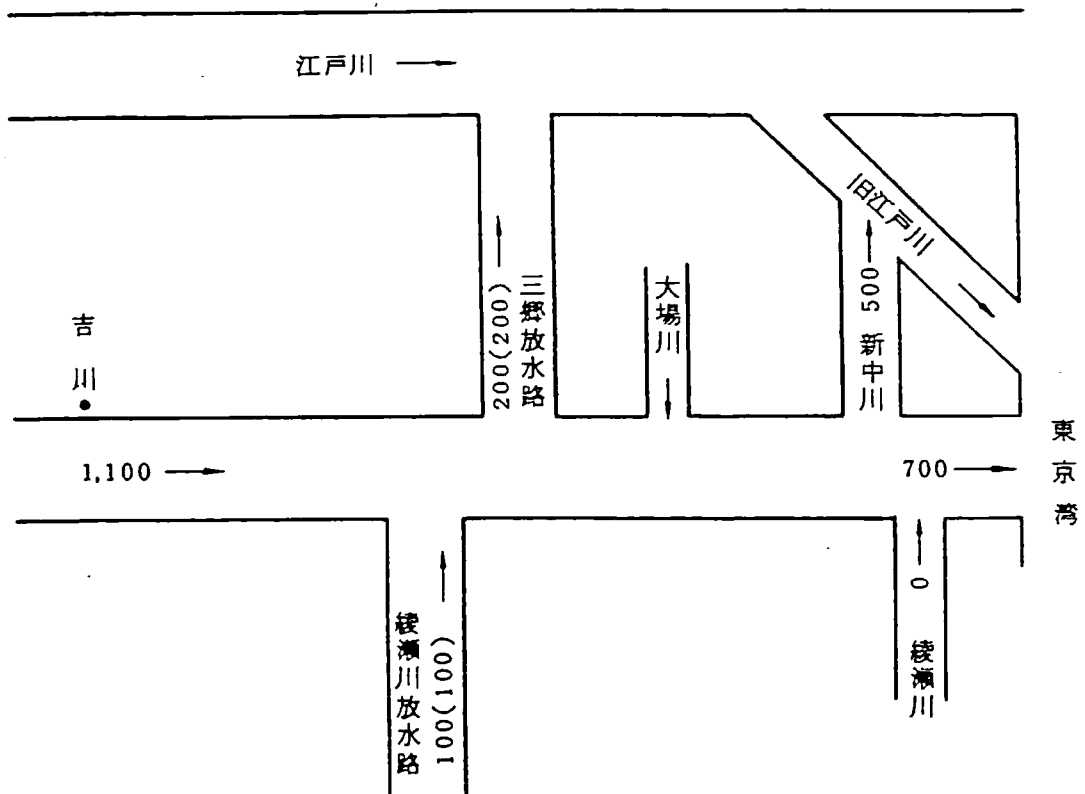 江戸川
旧江戸川
200(200)
三郷放水路
大場川
500
新中川
吉川
1,100
700
東京湾
綾瀬川放水路
100(100)
0
綾瀬川